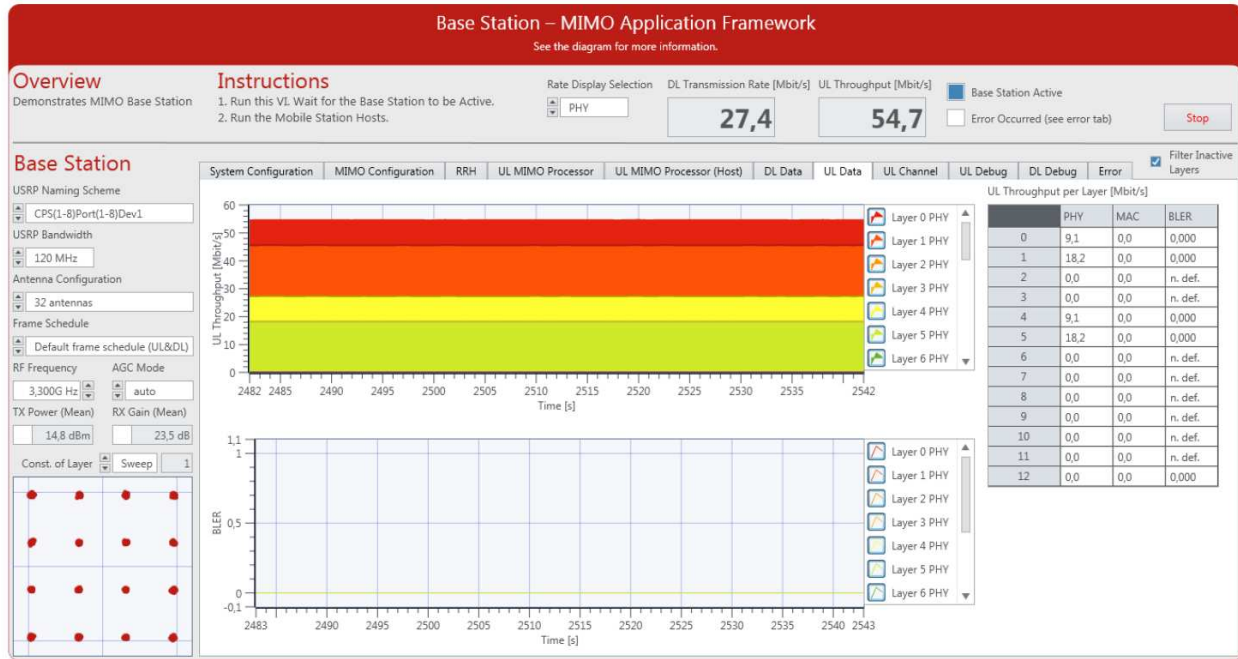 Base Station – MIMO Application Framework
See the diagram for more information.
Overview
Demonstrates MIMO Base Station
Instructions
1. Run this VI. Wait for the Base Station to be Active.
2. Run the Mobile Station Hosts.
Rate Display Selection
PHY
DL Transmission Rate [Mbit/s]
27,4
UL Throughput [Mbit/s]
54,7
Base Station Active
Error Occurred (see error tab)
Stop
Base Station
USRP Naming Scheme
CPS(1-8)Port(1-8)Dev1
USRP Bandwidth
120 MHz
Antenna Configuration
32 antennas
Frame Schedule
Default frame schedule (UL&DL)
RF Frequency AGC Mode
3,300G Hz auto
TX Power (Mean) RX Gain (Mean)
14,8 dBm 23,5 dB
Const. of Layer Sweep 1
System Configuration MIMO Configuration RRH UL MIMO Processor UL MIMO Processor (Host) DL Data UL Data UL Channel UL Debug DL Debug Error
Filter Inactive
Layers
UL Throughput [Mbit/s]
60
50
40
30
20
10
0
2482 2485 2490 2495 2500 2505 2510 2515 2520 2525 2530 2535 2542
Time [s]
Layer 0 PHY
Layer 1 PHY
Layer 2 PHY
Layer 3 PHY
Layer 4 PHY
Layer 5 PHY
Layer 6 PHY
BLER
1,1
1
0,5
0
-0,1
2483 2490 2495 2500 2505 2510 2515 2520 2525 2530 2535 2540 2543
Time [s]
Layer 0 PHY
Layer 1 PHY
Layer 2 PHY
Layer 3 PHY
Layer 4 PHY
Layer 5 PHY
Layer 6 PHY
UL Throughput per Layer [Mbit/s]
PHY MAC BLER
0 9,1 0,0 0,000
1 18,2 0,0 0,000
2 0,0 0,0 n. def.
3 0,0 0,0 n. def.
4 9,1 0,0 0,000
5 18,2 0,0 0,000
6 0,0 0,0 n. def.
7 0,0 0,0 n. def.
8 0,0 0,0 n. def.
9 0,0 0,0 n. def.
10 0,0 0,0 n. def.
11 0,0 0,0 n. def.
12 0,0 0,0 0,000